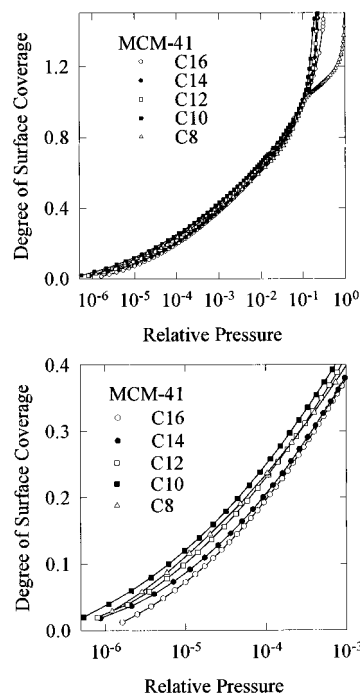 MCM-41
C16
C14
C12
C10
C8
1.2
0.8
0.4
0.0
Degree of Surface Coverage
10⁻⁶ 10⁻⁵ 10⁻⁴ 10⁻³ 10⁻² 10⁻¹ 10⁰
Relative Pressure
0.4
0.3
0.2
0.1
0.0
Degree of Surface Coverage
MCM-41
C16
C14
C12
C10
C8
10⁻⁶ 10⁻⁵ 10⁻⁴ 10⁻³
Relative Pressure